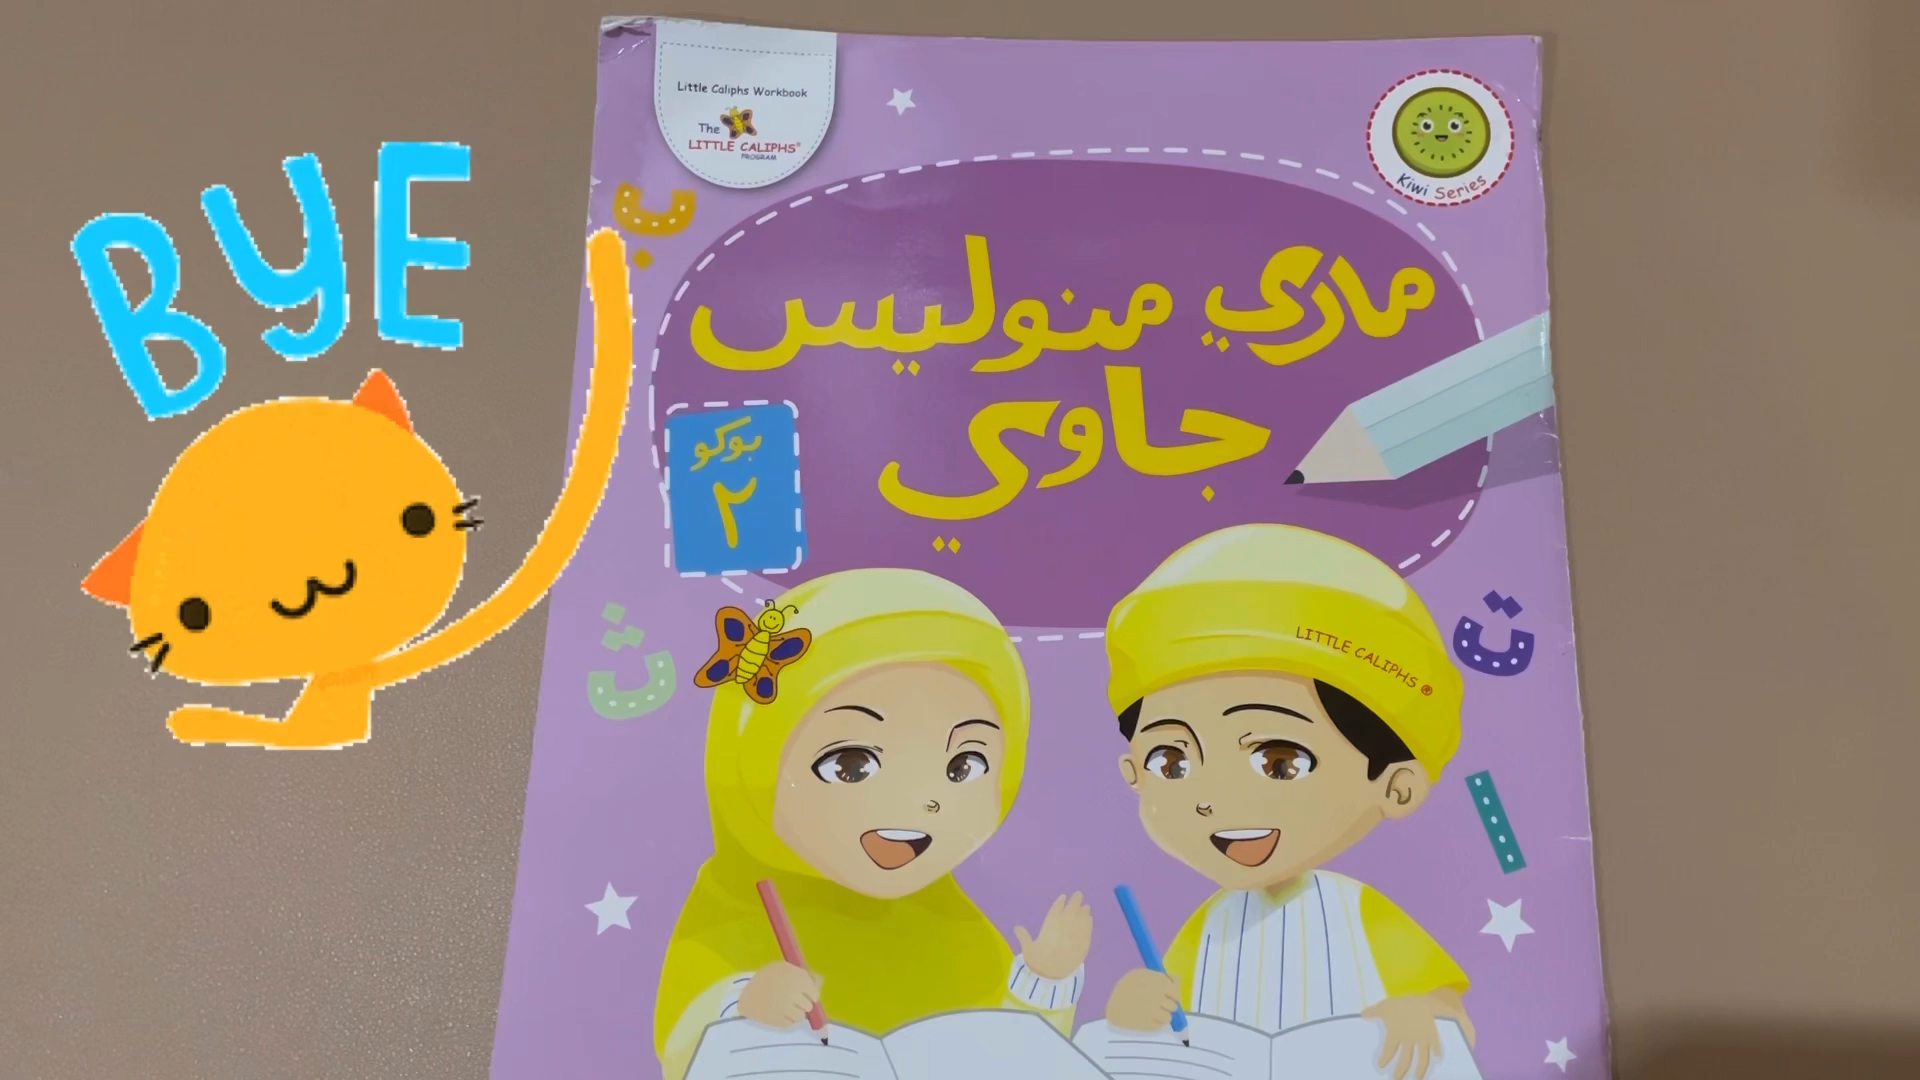 BYE
Little Caliphs Workbook
The
LITTLE CALIPHS®
PROGRAM
Kiwi Series
ماري منوليس
جاوي
بوكو
٢
LITTLE CALIPHS ®
ب
ت
ث
ا